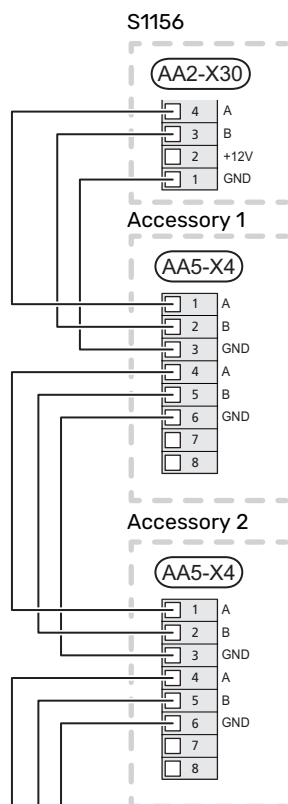 S1156
AA2-X30
4 A
3 B
2 +12V
1 GND
Accessory 1
AA5-X4
1 A
2 B
3 GND
4 A
5 B
6 GND
7
8
Accessory 2
AA5-X4
1 A
2 B
3 GND
4 A
5 B
6 GND
7
8